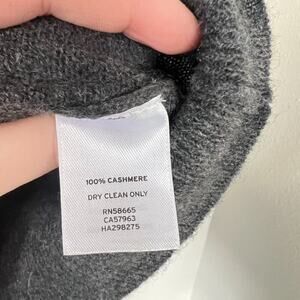 100% CASHMERE
DRY CLEAN ONLY
RN58665
CA57963
HA298275